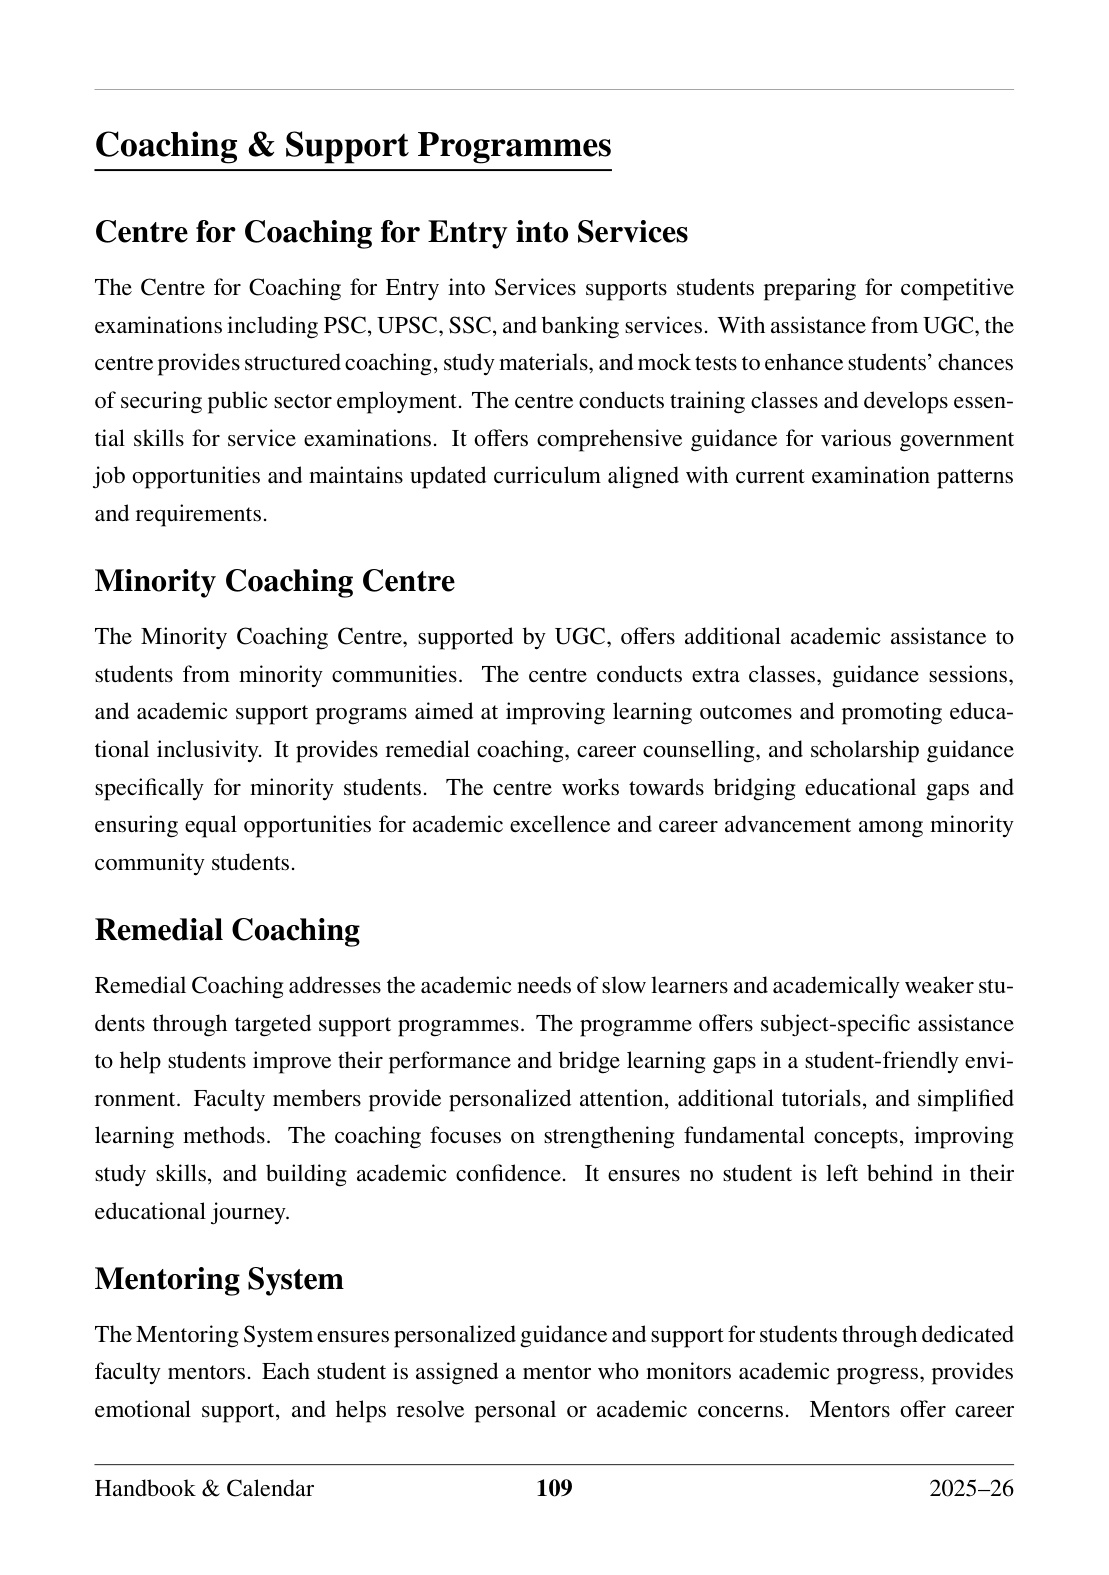 Coaching & Support Programmes
Centre for Coaching for Entry into Services
The Centre for Coaching for Entry into Services supports students preparing for competitive
examinations including PSC, UPSC, SSC, and banking services. With assistance from UGC, the
centre provides structured coaching, study materials, and mock tests to enhance students’ chances
of securing public sector employment. The centre conducts training classes and develops essen-
tial skills for service examinations. It offers comprehensive guidance for various government
job opportunities and maintains updated curriculum aligned with current examination patterns
and requirements.
Minority Coaching Centre
The Minority Coaching Centre, supported by UGC, offers additional academic assistance to
students from minority communities. The centre conducts extra classes, guidance sessions,
and academic support programs aimed at improving learning outcomes and promoting educa-
tional inclusivity. It provides remedial coaching, career counselling, and scholarship guidance
specifically for minority students. The centre works towards bridging educational gaps and
ensuring equal opportunities for academic excellence and career advancement among minority
community students.
Remedial Coaching
Remedial Coaching addresses the academic needs of slow learners and academically weaker stu-
dents through targeted support programmes. The programme offers subject-specific assistance
to help students improve their performance and bridge learning gaps in a student-friendly envi-
ronment. Faculty members provide personalized attention, additional tutorials, and simplified
learning methods. The coaching focuses on strengthening fundamental concepts, improving
study skills, and building academic confidence. It ensures no student is left behind in their
educational journey.
Mentoring System
The Mentoring System ensures personalized guidance and support for students through dedicated
faculty mentors. Each student is assigned a mentor who monitors academic progress, provides
emotional support, and helps resolve personal or academic concerns. Mentors offer career
Handbook & Calendar 109 2025–26